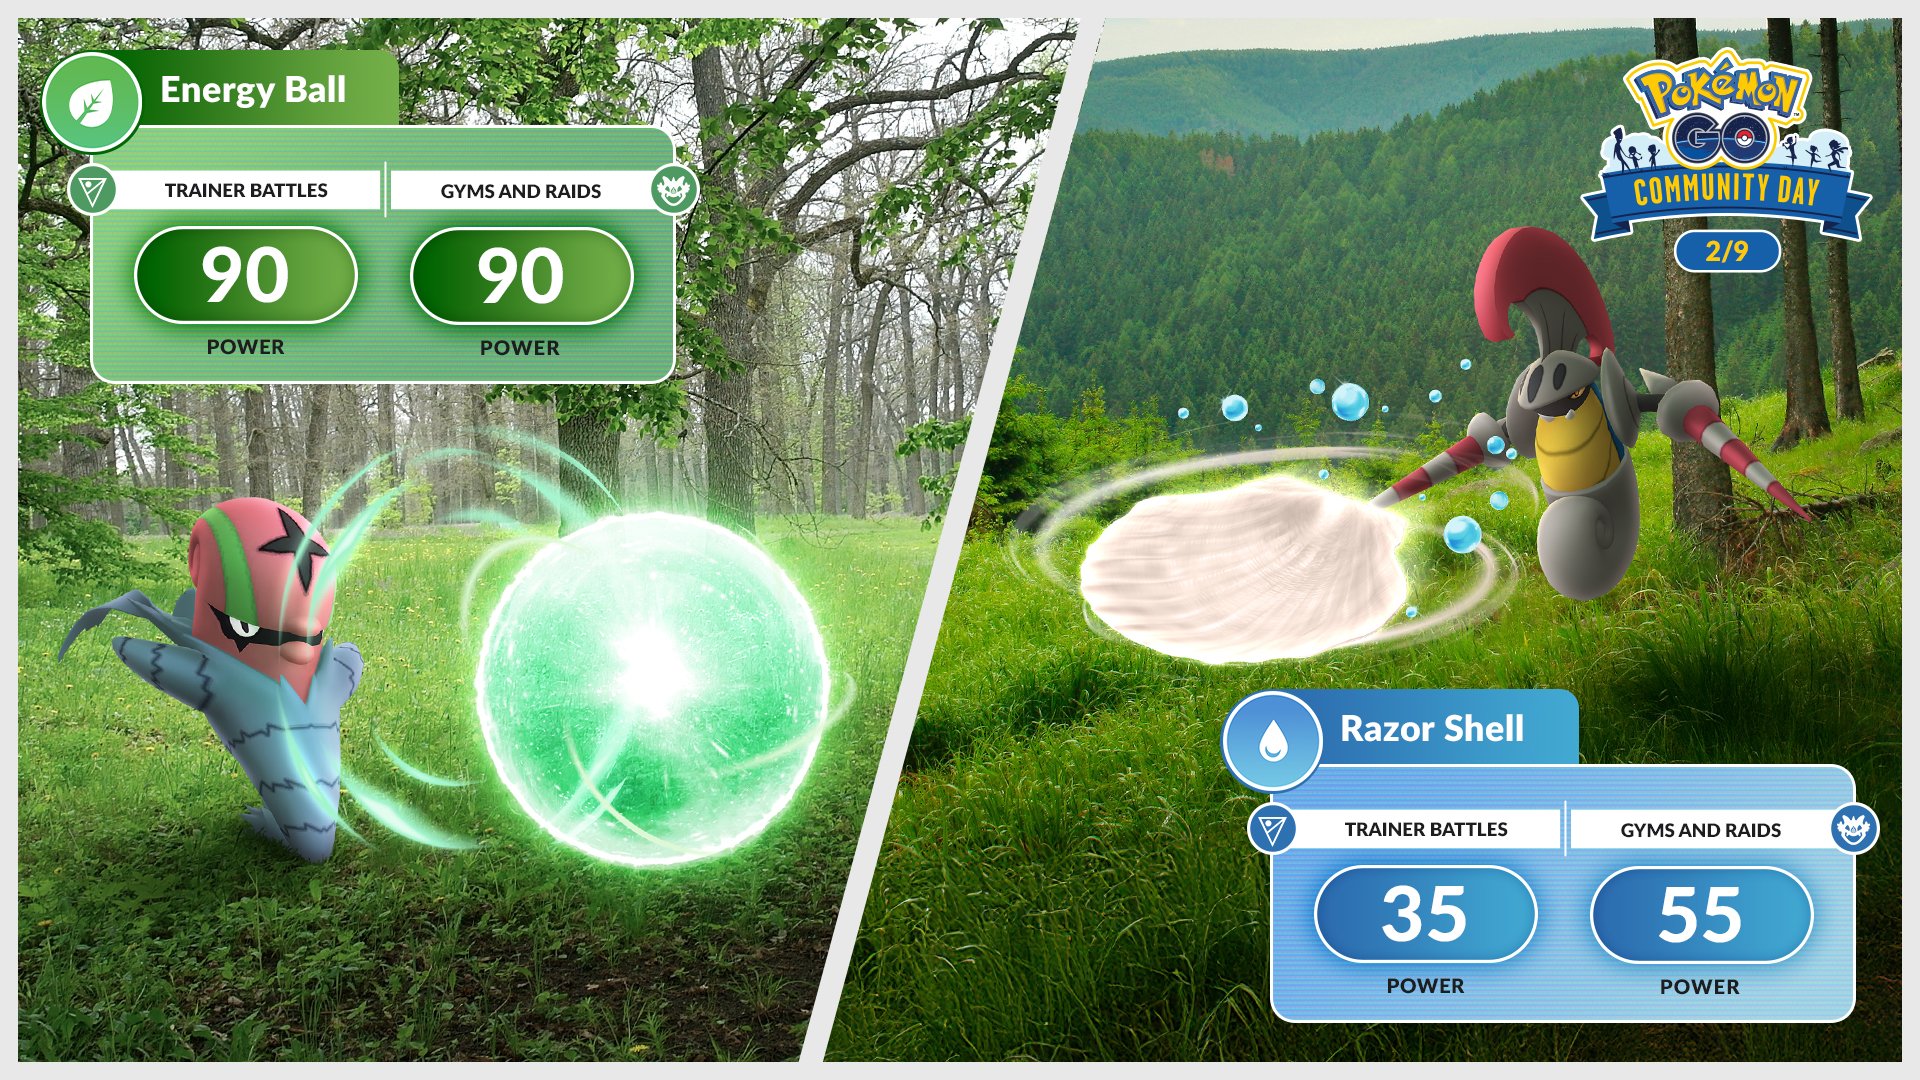 Energy Ball
TRAINER BATTLES
GYMS AND RAIDS
90
90
POWER
POWER
POKéMON
GO
COMMUNITY DAY
2/9
Razor Shell
TRAINER BATTLES
GYMS AND RAIDS
35
55
POWER
POWER